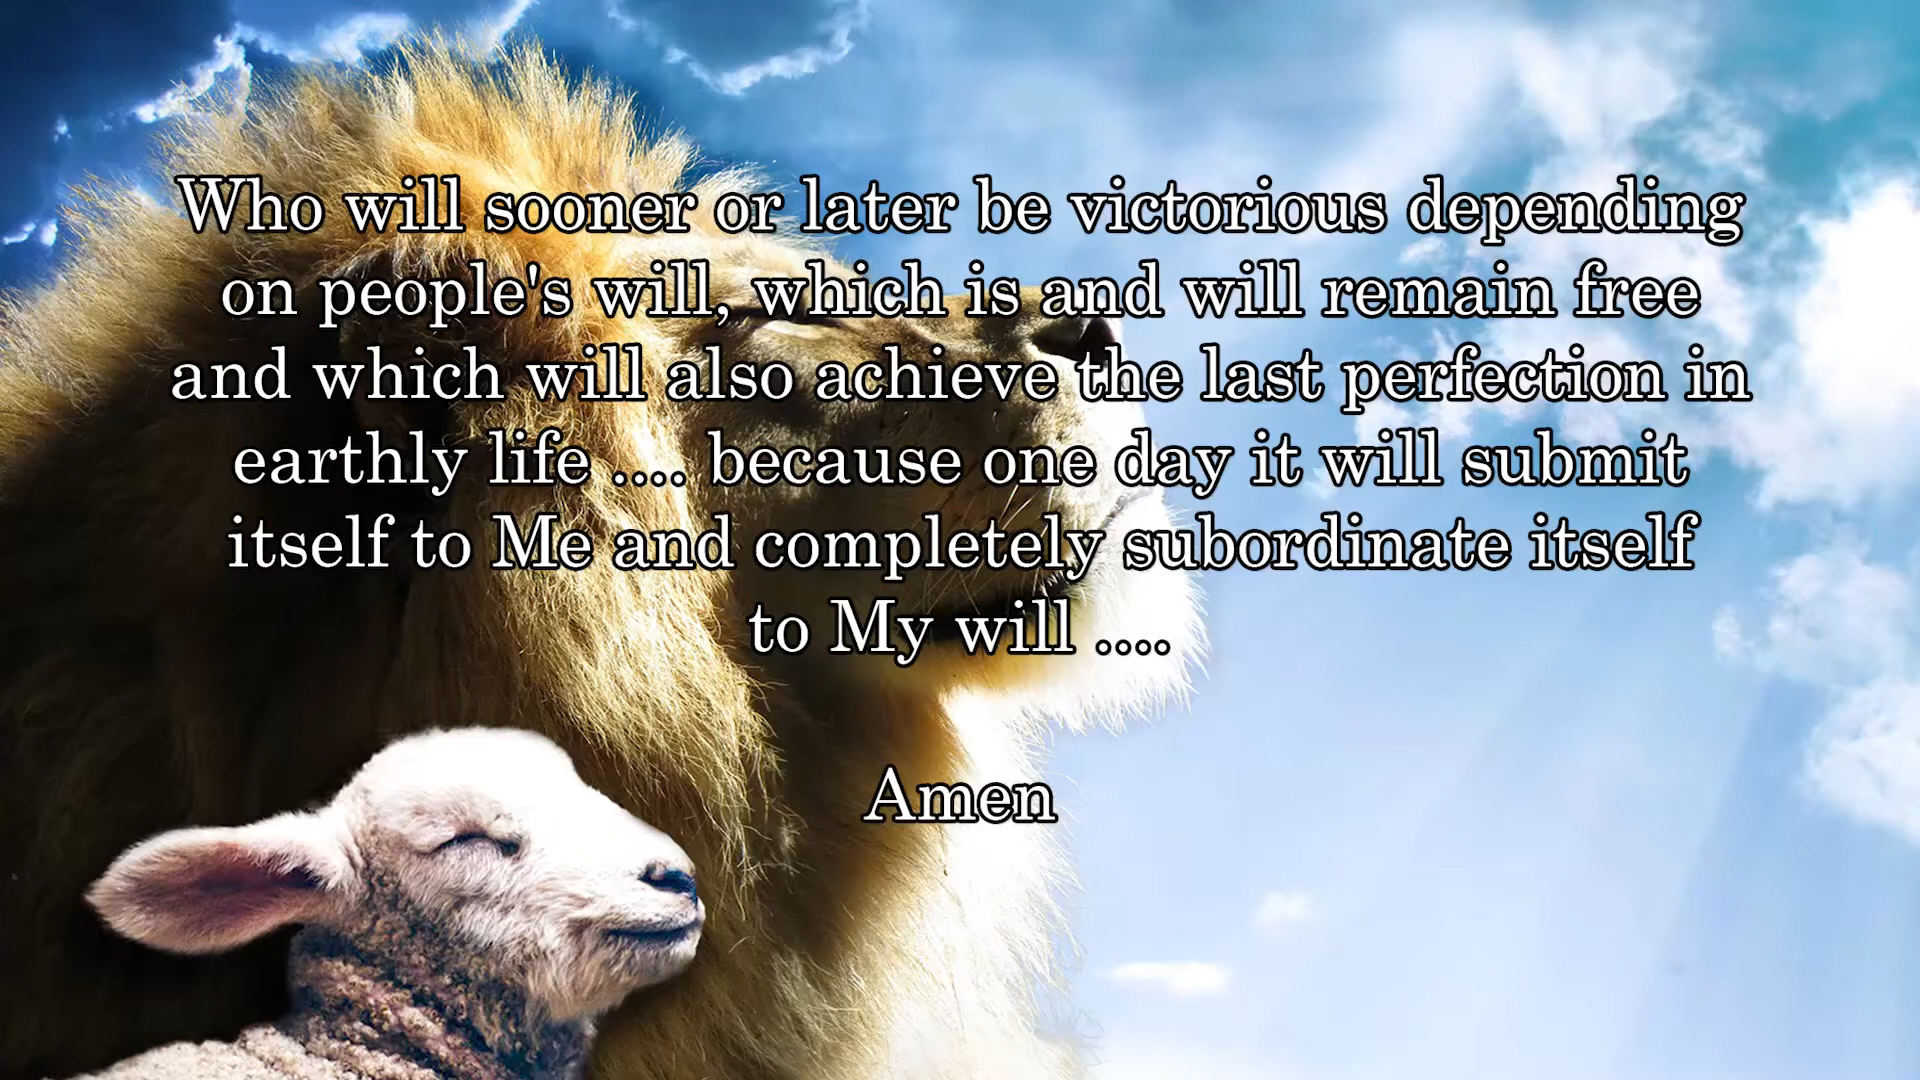 Who will sooner or later be victorious depending
on people's will, which is and will remain free
and which will also achieve the last perfection in
earthly life .... because one day it will submit
itself to Me and completely subordinate itself
to My will ....
Amen